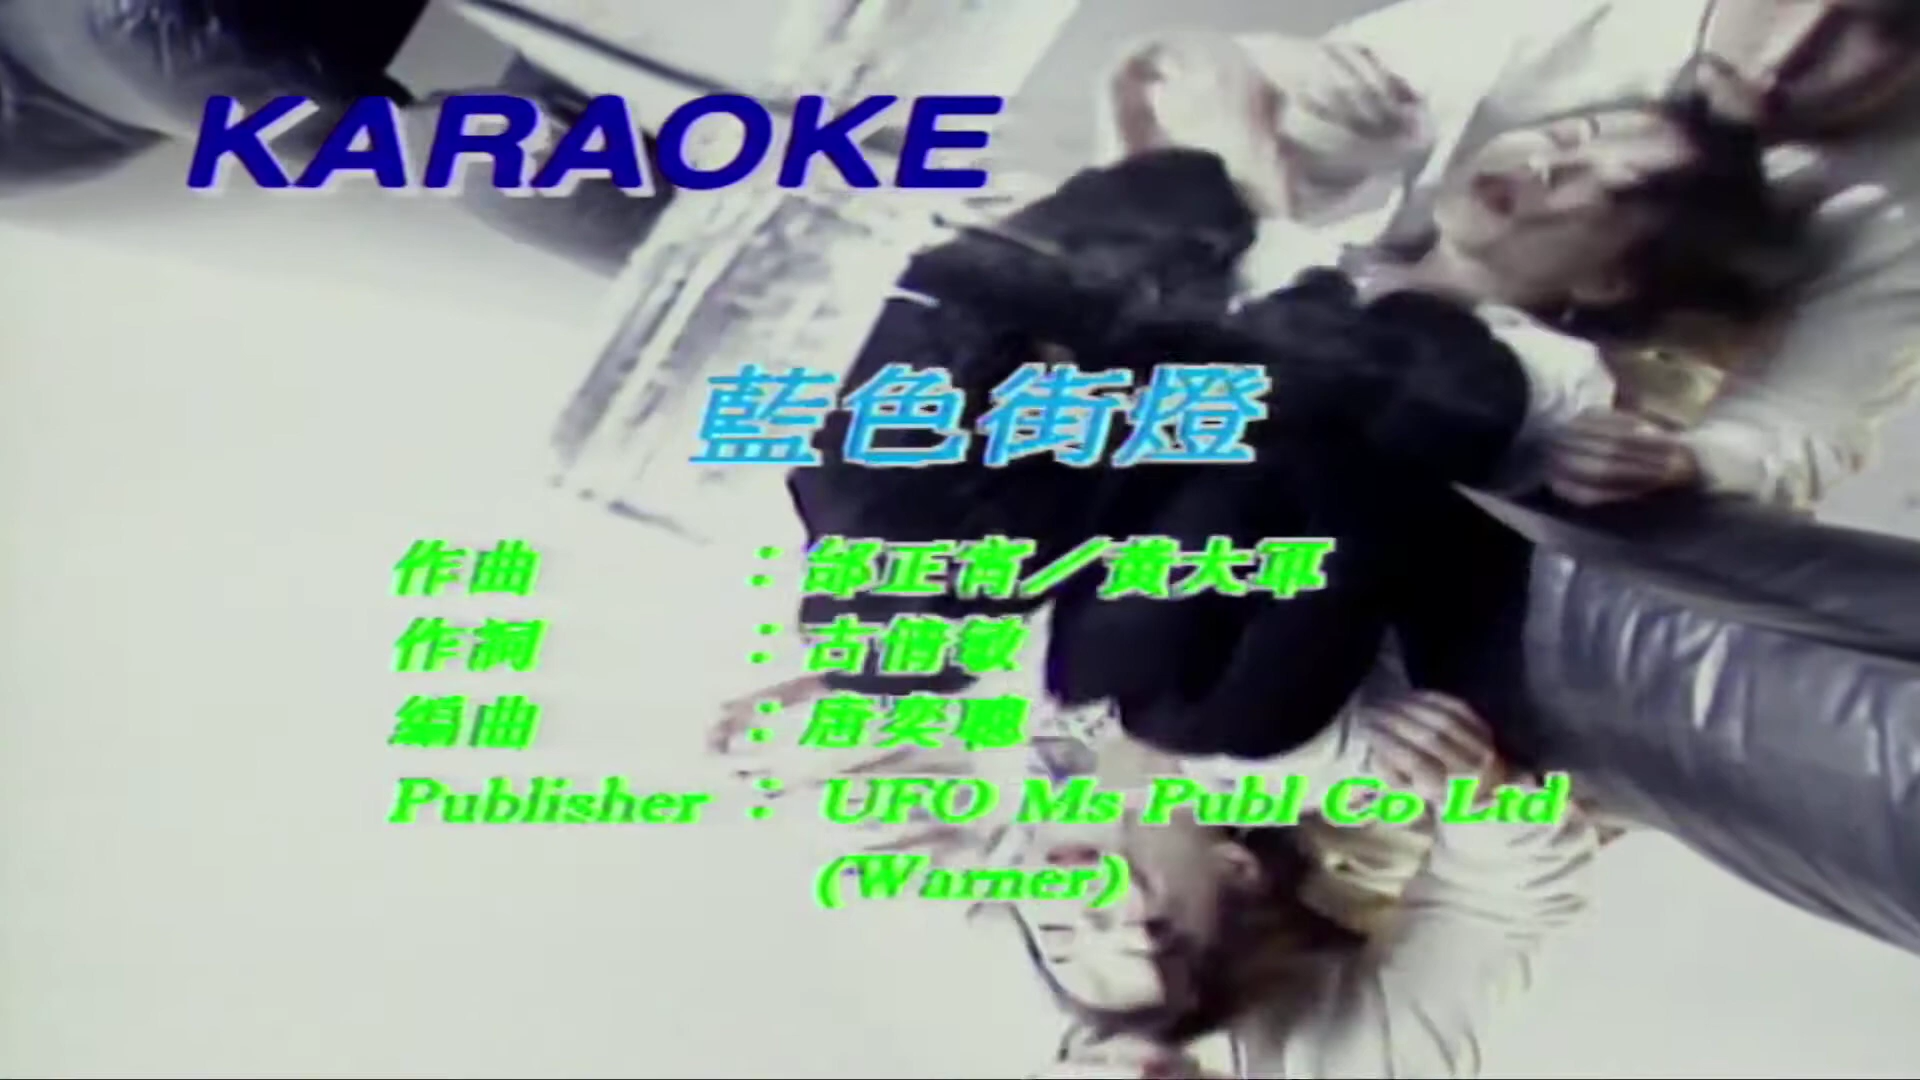 KARAOKE
藍色街燈
作曲 : 邰正宵／黃大軍
作詞 : 古倩敏
編曲 : 唐奕聰
Publisher : UFO Ms Publ Co Ltd
(Warner)